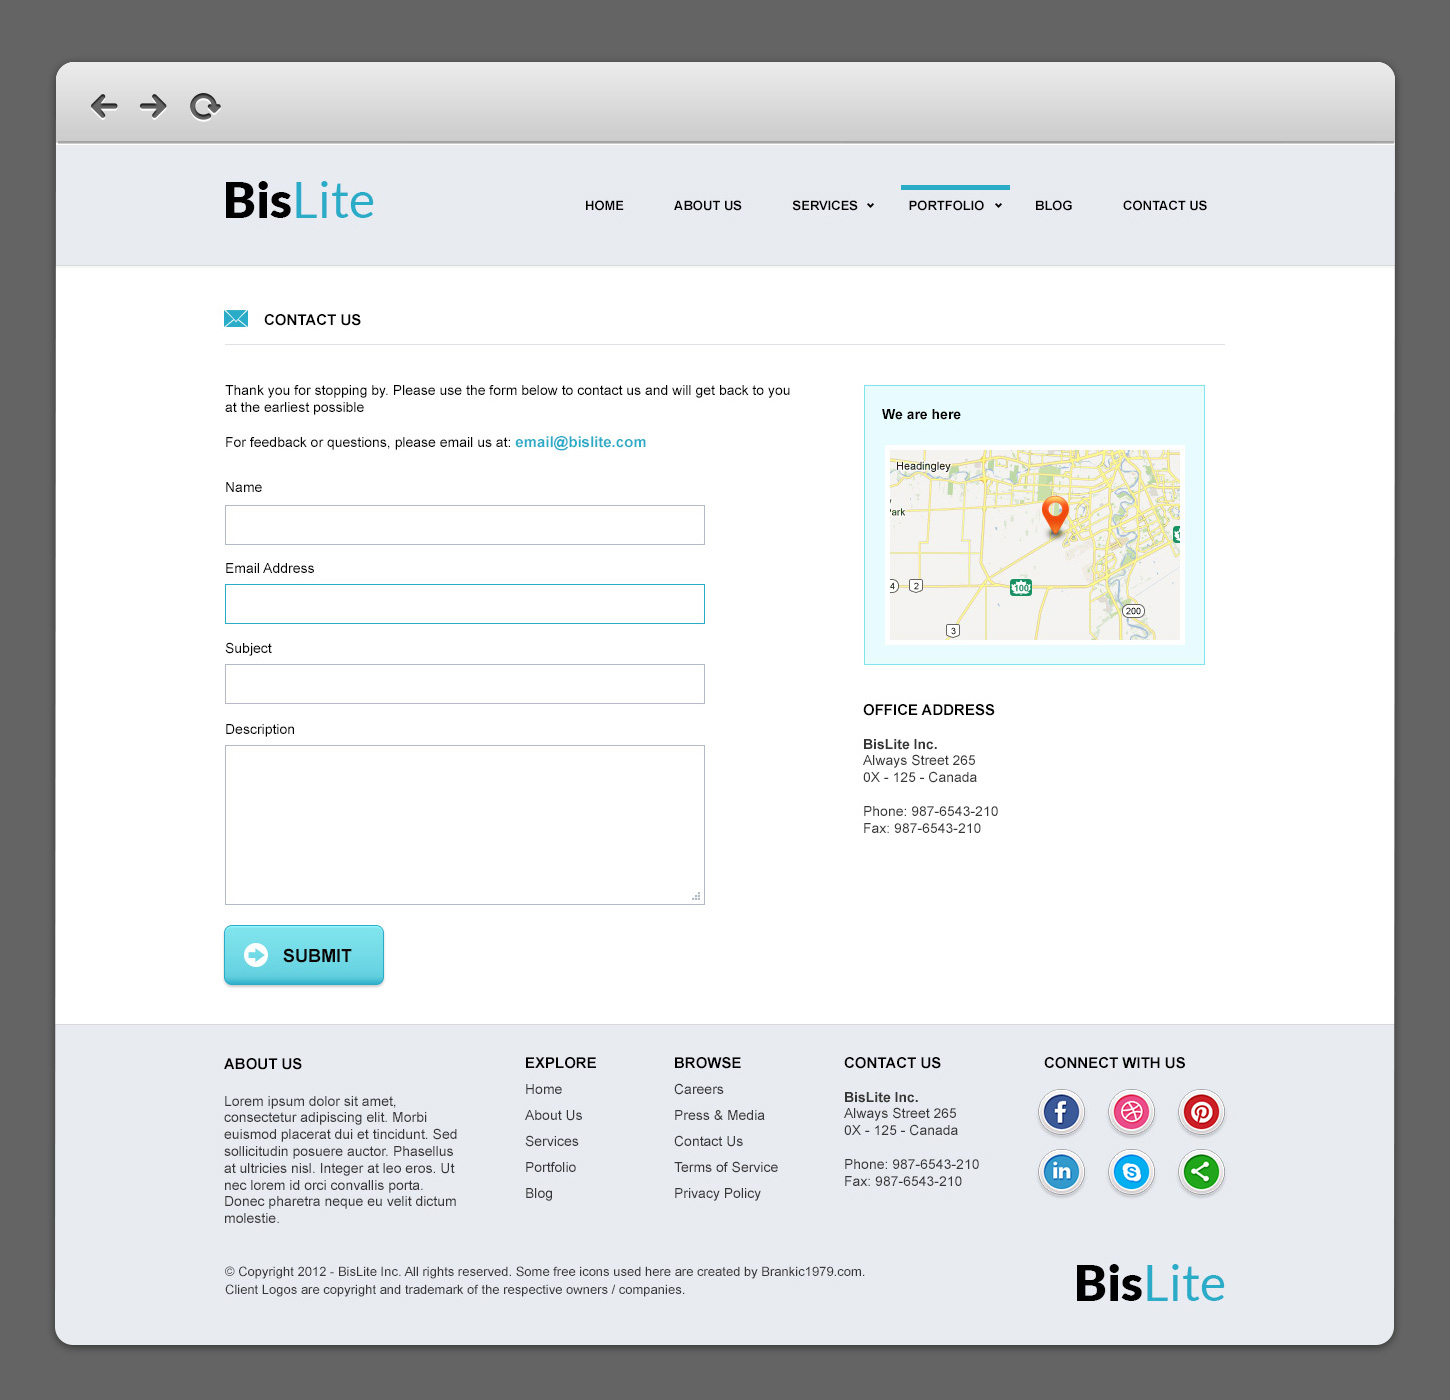 BisLite
HOME ABOUT US SERVICES PORTFOLIO BLOG CONTACT US
CONTACT US
Thank you for stopping by. Please use the form below to contact us and will get back to you
at the earliest possible
For feedback or questions, please email us at: email@bislite.com
Name
Email Address
Subject
Description
SUBMIT
We are here
Headingley
Park
4
2
100
200
3
OFFICE ADDRESS
BisLite Inc.
Always Street 265
0X - 125 - Canada
Phone: 987-6543-210
Fax: 987-6543-210
ABOUT US
Lorem ipsum dolor sit amet,
consectetur adipiscing elit. Morbi
euismod placerat dui et tincidunt. Sed
sollicitudin posuere auctor. Phasellus
at ultricies nisl. Integer at leo eros. Ut
nec lorem id orci convallis porta.
Donec pharetra neque eu velit dictum
molestie.
EXPLORE
Home
About Us
Services
Portfolio
Blog
BROWSE
Careers
Press & Media
Contact Us
Terms of Service
Privacy Policy
CONTACT US
BisLite Inc.
Always Street 265
0X - 125 - Canada
Phone: 987-6543-210
Fax: 987-6543-210
CONNECT WITH US
f
in
S
© Copyright 2012 - BisLite Inc. All rights reserved. Some free icons used here are created by Brankic1979.com.
Client Logos are copyright and trademark of the respective owners / companies.
BisLite